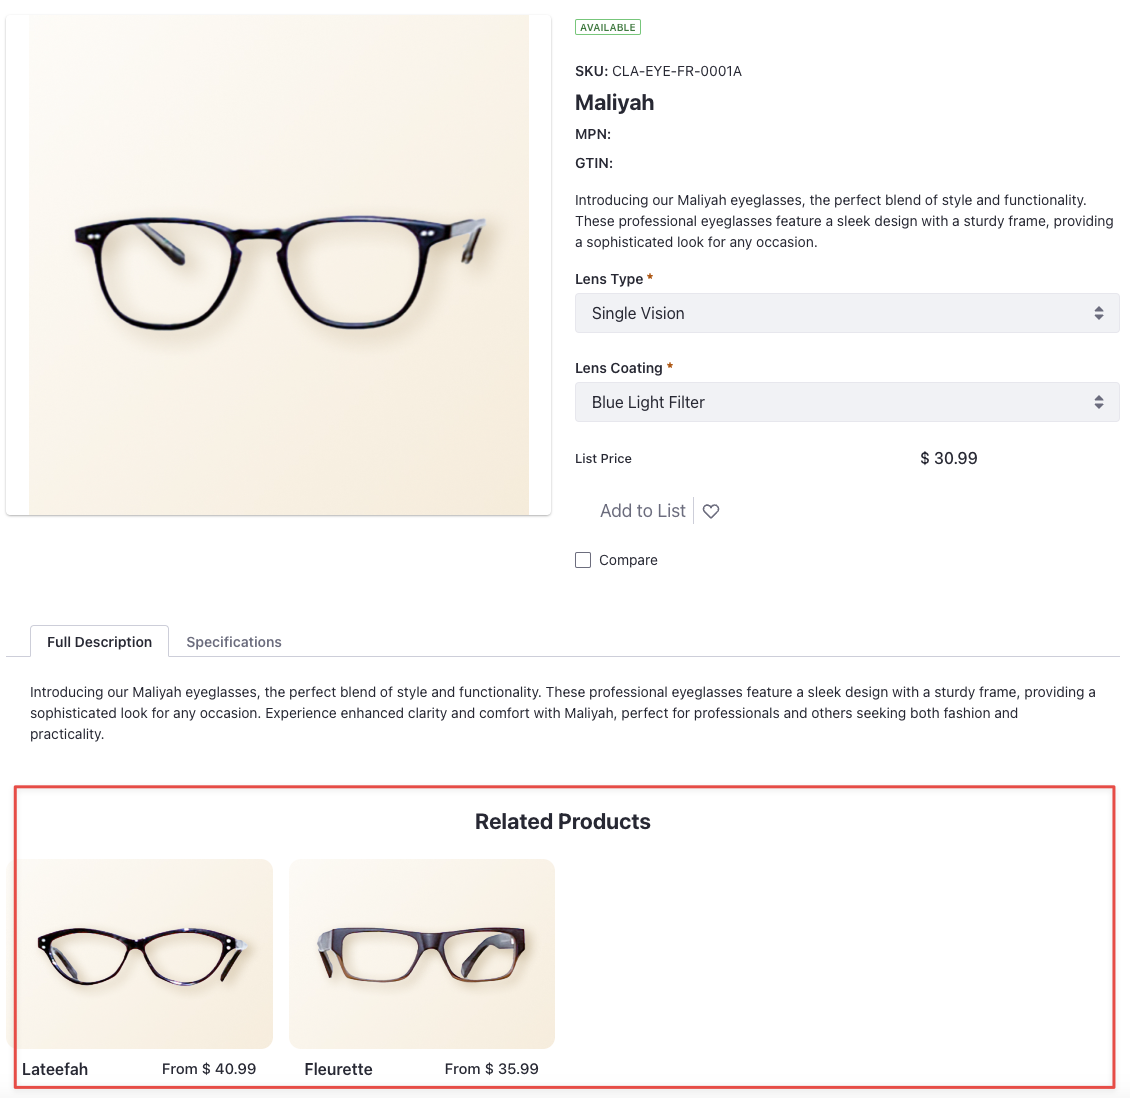 AVAILABLE
SKU: CLA-EYE-FR-0001A
Maliyah
MPN:
GTIN:
Introducing our Maliyah eyeglasses, the perfect blend of style and functionality.
These professional eyeglasses feature a sleek design with a sturdy frame, providing
a sophisticated look for any occasion.
Lens Type *
Single Vision
Lens Coating *
Blue Light Filter
List Price $ 30.99
Add to List
Compare
Full Description Specifications
Introducing our Maliyah eyeglasses, the perfect blend of style and functionality. These professional eyeglasses feature a sleek design with a sturdy frame, providing a
sophisticated look for any occasion. Experience enhanced clarity and comfort with Maliyah, perfect for professionals and others seeking both fashion and
practicality.
Related Products
Lateefah From $ 40.99 Fleurette From $ 35.99